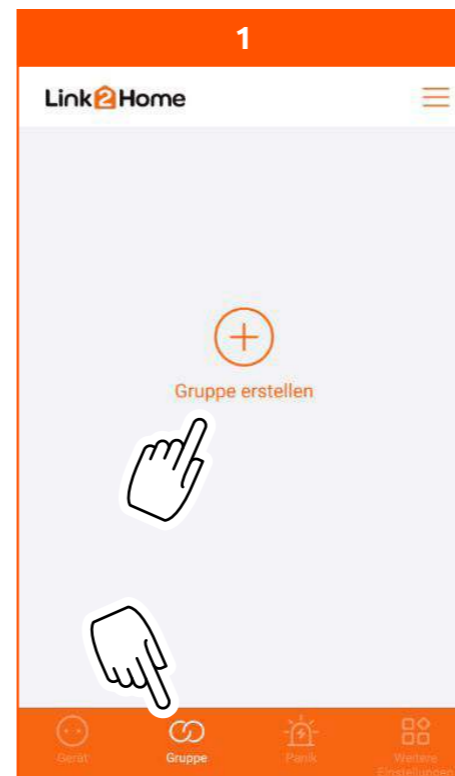 1
Link2Home
Gruppe erstellen
Gerät
Gruppe
Panik
Weitere
Einstellungen